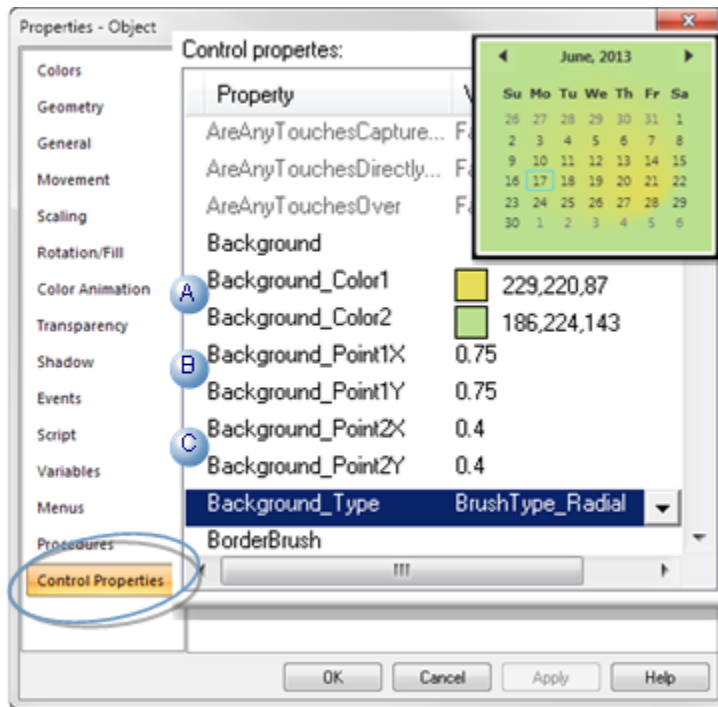 Properties - Object
Colors
Geometry
General
Movement
Scaling
Rotation/Fill
Color Animation
Transparency
Shadow
Events
Script
Variables
Menus
Procedures
Control Properties
Control propertes:
Property V
AreAnyTouchesCapture... Fa
AreAnyTouchesDirectly... Fa
AreAnyTouchesOver Fa
Background
A Background_Color1 229,220,87
Background_Color2 186,224,143
B Background_Point1X 0.75
Background_Point1Y 0.75
C Background_Point2X 0.4
Background_Point2Y 0.4
Background_Type BrushType_Radial
BorderBrush
June, 2013
Su Mo Tu We Th Fr Sa
26 27 28 29 30 31 1
2 3 4 5 6 7 8
9 10 11 12 13 14 15
16 17 18 19 20 21 22
23 24 25 26 27 28 29
30 1 2 3 4 5 6
OK Cancel Apply Help